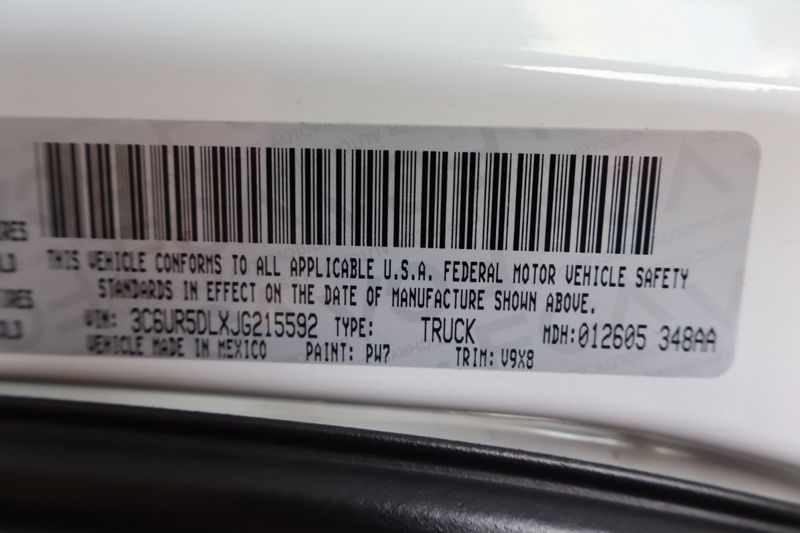 THIS VEHICLE CONFORMS TO ALL APPLICABLE U.S.A. FEDERAL MOTOR VEHICLE SAFETY
STANDARDS IN EFFECT ON THE DATE OF MANUFACTURE SHOWN ABOVE.
VIN: 3C6UR5DLXJG215592 TYPE: TRUCK MDH:012605 348AA
VEHICLE MADE IN MEXICO PAINT: PW7 TRIM: V9X8